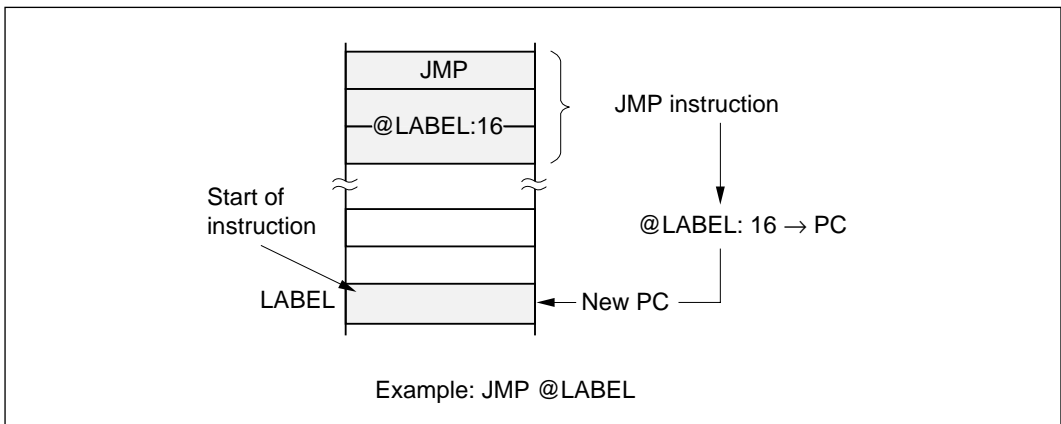 JMP
@LABEL:16
JMP instruction
Start of
instruction
@LABEL: 16 → PC
LABEL
New PC
Example: JMP @LABEL